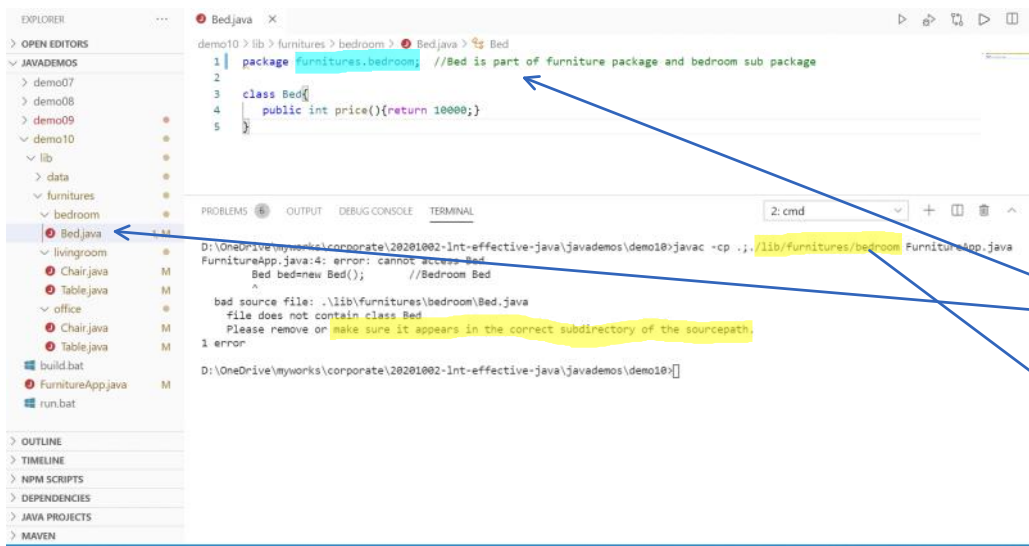 EXPLORER
...
Bed.java ×
> OPEN EDITORS
demo10 > lib > furnitures > bedroom > Bed.java > Bed
JAVADEMOS
1 package furnitures.bedroom; //Bed is part of furniture package and bedroom sub package
2
3 class Bed{
4 public int price(){return 10000;}
5 }
> demo07
> demo08
> demo09
demo10
lib
> data
furnitures
bedroom
Bed.java 1, M
livingroom
Chair.java M
Table.java M
office
Chair.java M
Table.java M
build.bat
FurnitureApp.java M
run.bat
> OUTLINE
> TIMELINE
> NPM SCRIPTS
> DEPENDENCIES
> JAVA PROJECTS
> MAVEN
PROBLEMS 6 OUTPUT DEBUG CONSOLE TERMINAL
2: cmd
D:\OneDrive\myworks\corporate\20201002-lnt-effective-java\javademos\demo10>javac -cp .;./lib/furnitures/bedroom FurnitureApp.java
FurnitureApp.java:4: error: cannot access Bed
Bed bed=new Bed(); //Bedroom Bed
^
bad source file: .\lib\furnitures\bedroom\Bed.java
file does not contain class Bed
Please remove or make sure it appears in the correct subdirectory of the sourcepath.
1 error
D:\OneDrive\myworks\corporate\20201002-lnt-effective-java\javademos\demo10>